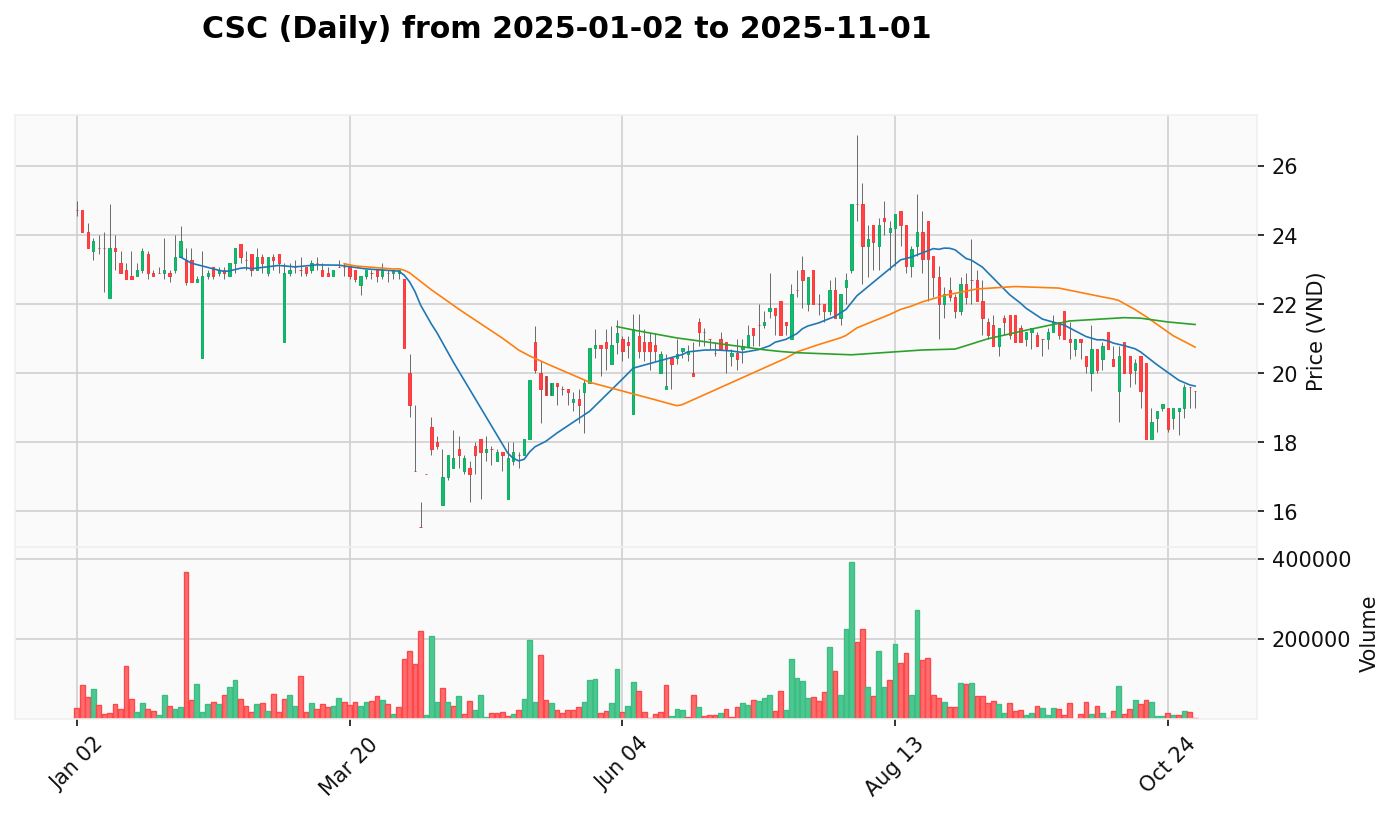 CSC (Daily) from 2025-01-02 to 2025-11-01
26
24
22
20
18
16
Price (VND)
400000
200000
Volume
Jan 02
Mar 20
Jun 04
Aug 13
Oct 24